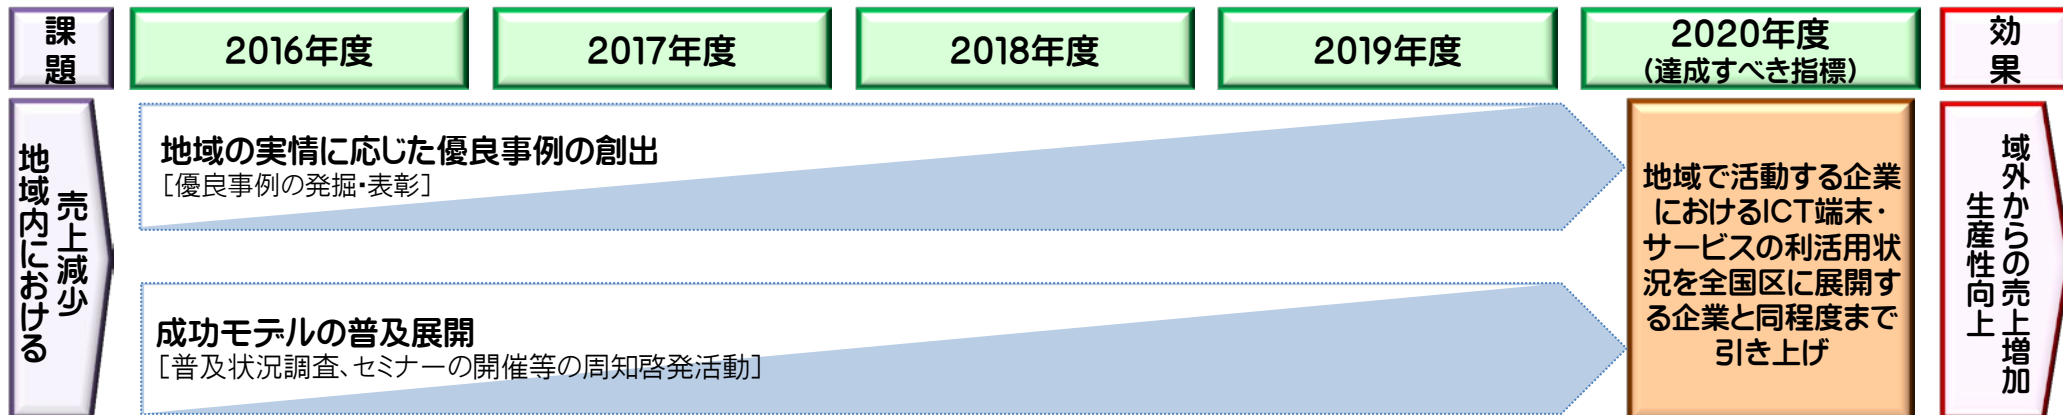 課題
2016年度
2017年度
2018年度
2019年度
2020年度
（達成すべき指標）
効果
地域内における
売上減少
地域の実情に応じた優良事例の創出
［優良事例の発掘・表彰］
成功モデルの普及展開
［普及状況調査、セミナーの開催等の周知啓発活動］
地域で活動する企業
におけるICT端末・
サービスの利活用状
況を全国区に展開す
る企業と同程度まで
引き上げ
域外からの売上増加
生産性向上